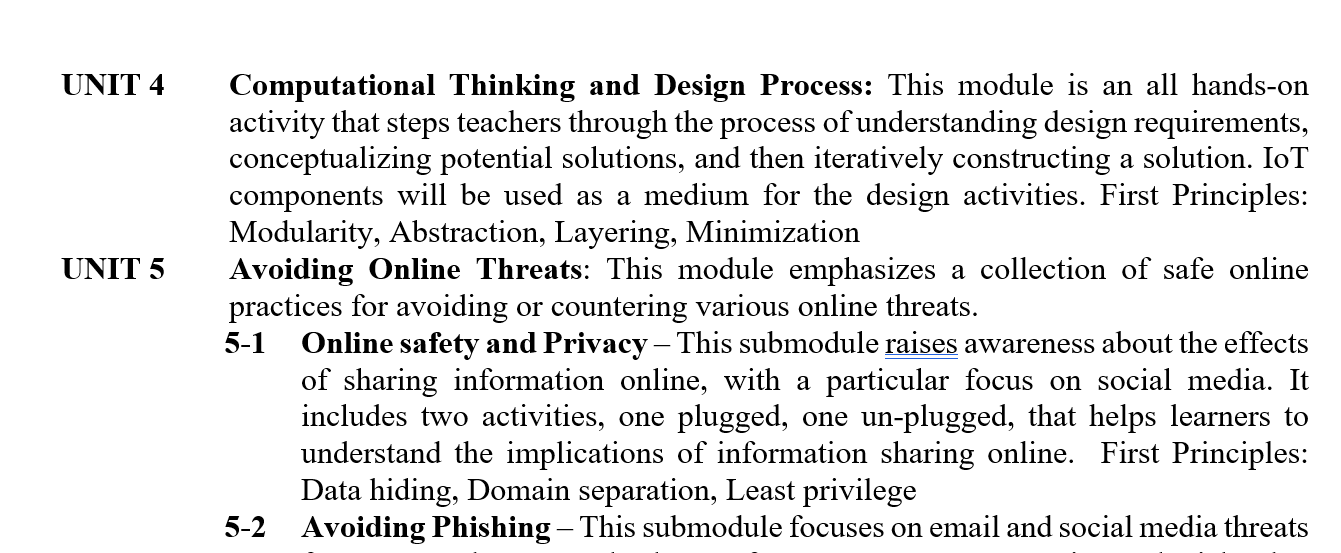 UNIT 4 Computational Thinking and Design Process: This module is an all hands-on
activity that steps teachers through the process of understanding design requirements,
conceptualizing potential solutions, and then iteratively constructing a solution. IoT
components will be used as a medium for the design activities. First Principles:
Modularity, Abstraction, Layering, Minimization
UNIT 5 Avoiding Online Threats: This module emphasizes a collection of safe online
practices for avoiding or countering various online threats.
5-1 Online safety and Privacy – This submodule raises awareness about the effects
of sharing information online, with a particular focus on social media. It
includes two activities, one plugged, one un-plugged, that helps learners to
understand the implications of information sharing online. First Principles:
Data hiding, Domain separation, Least privilege
5-2 Avoiding Phishing – This submodule focuses on email and social media threats